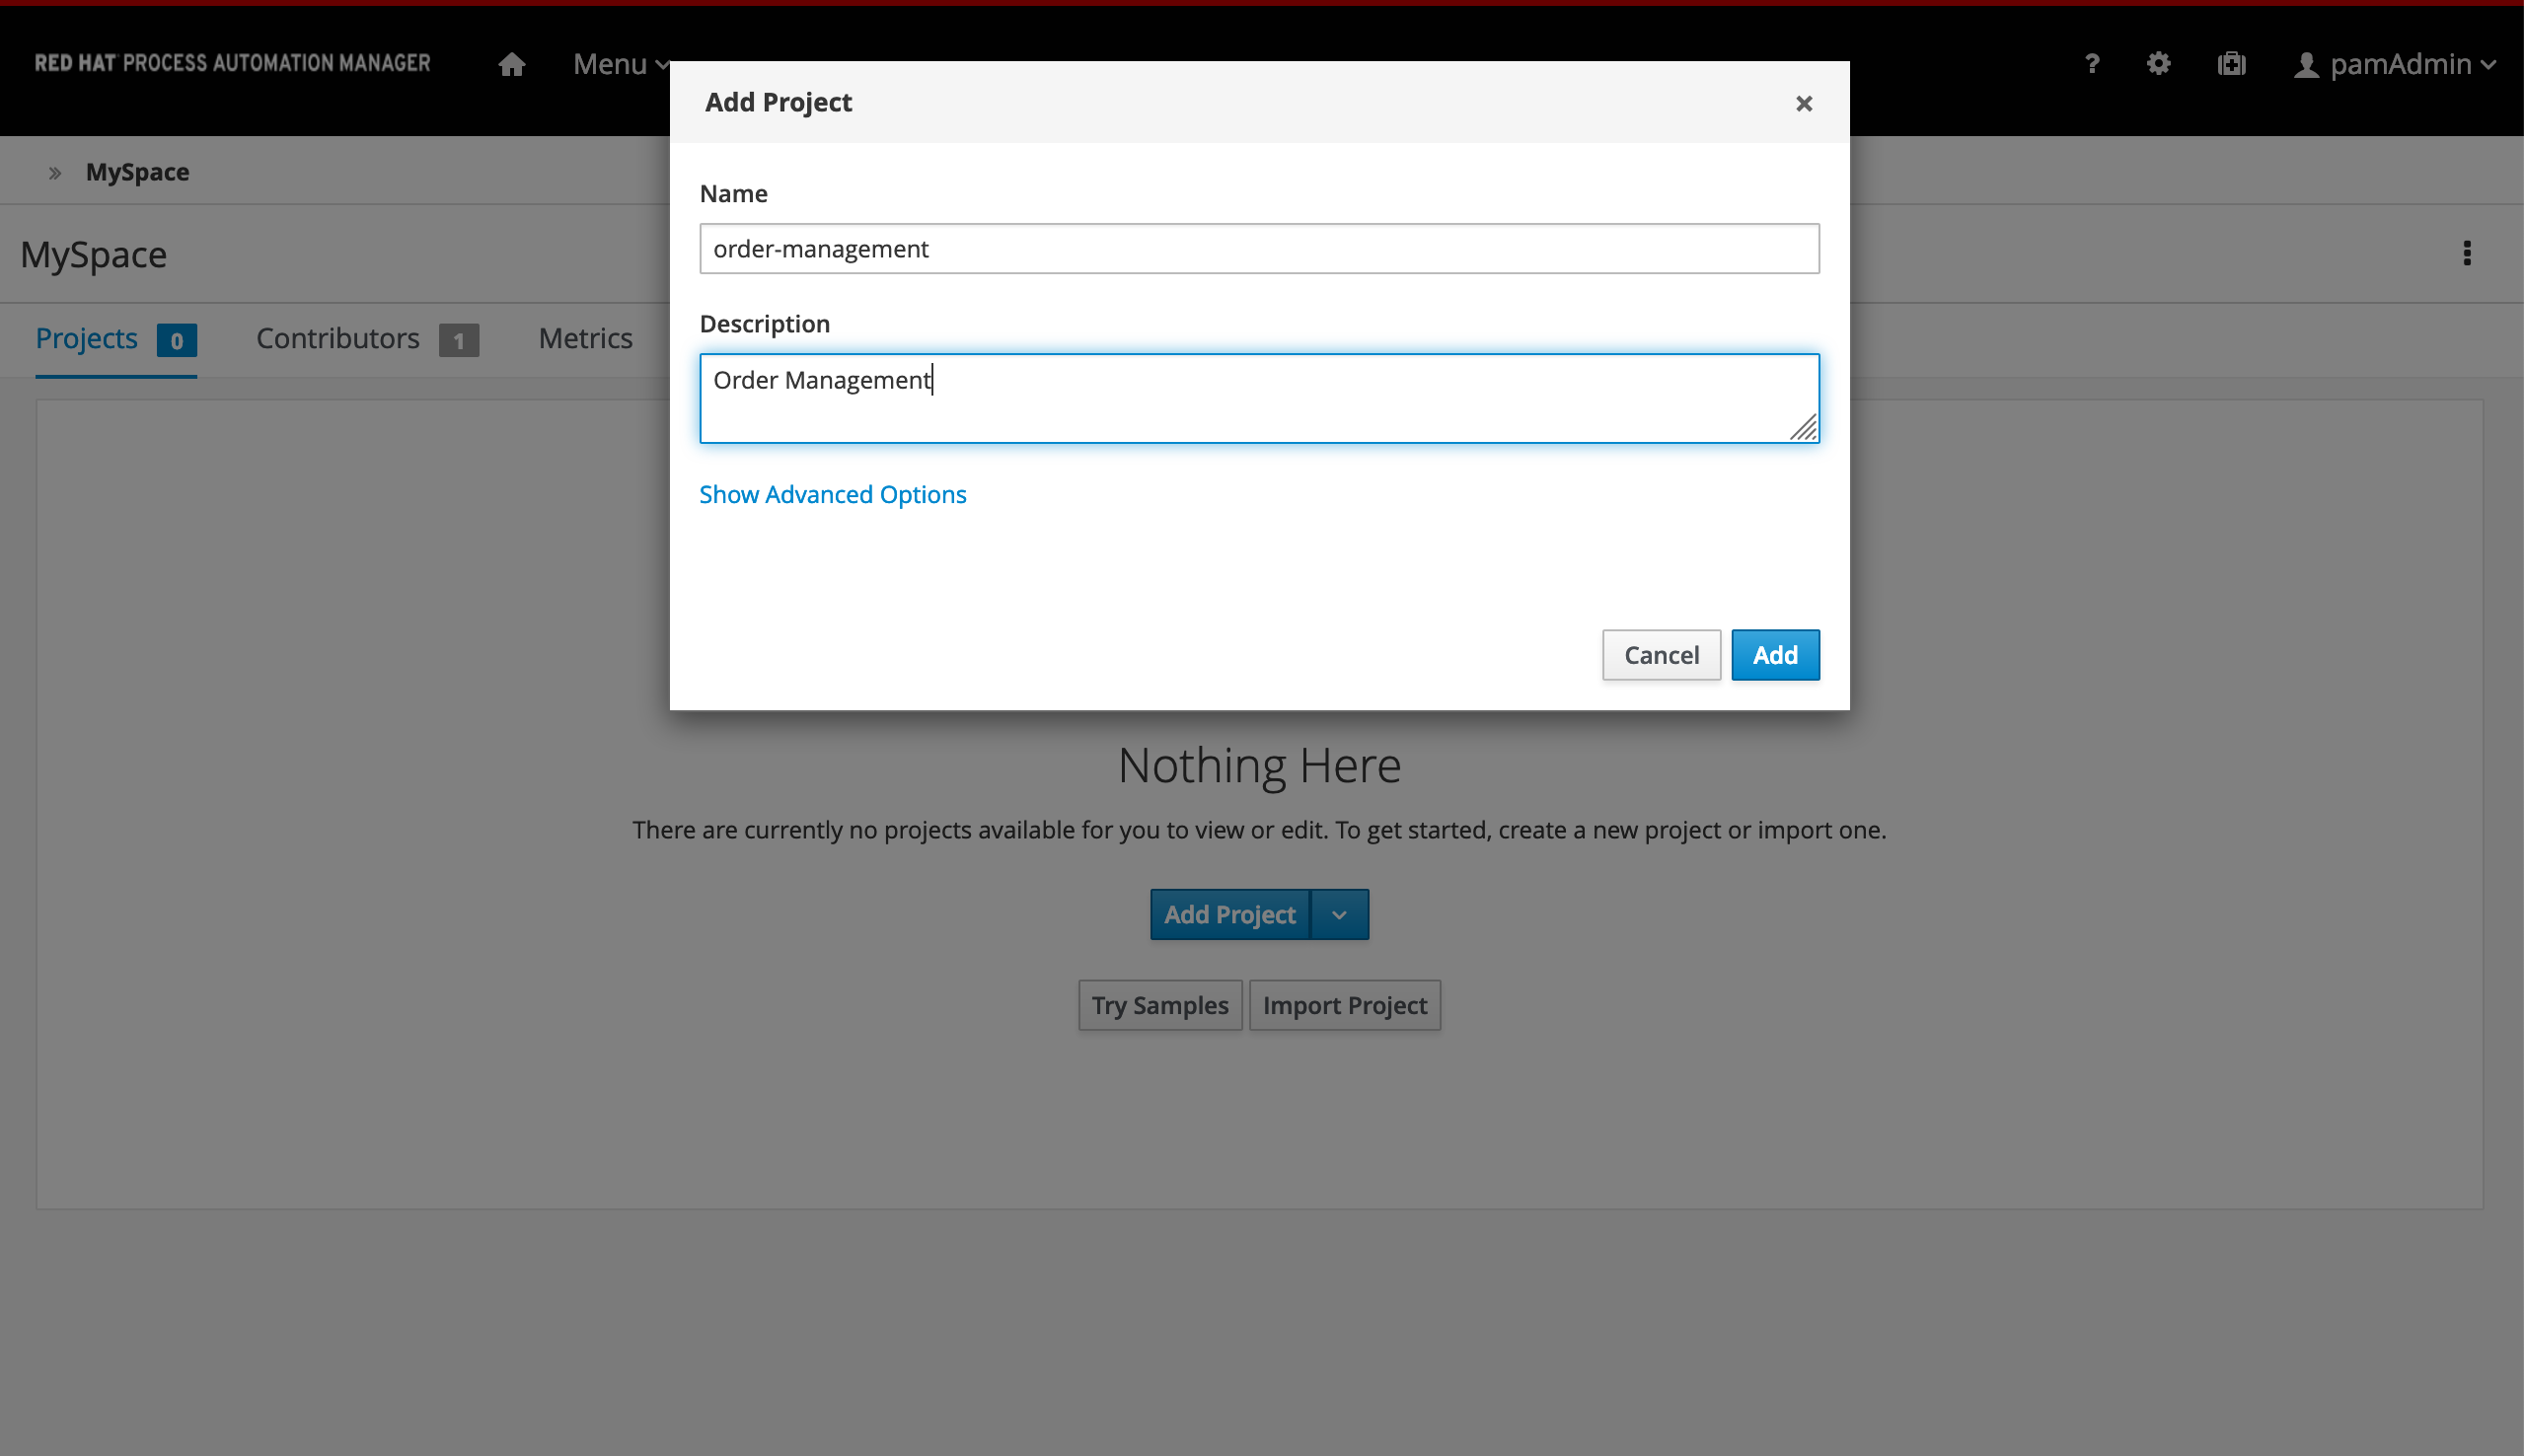 RED HAT PROCESS AUTOMATION MANAGER Menu ? pamAdmin
Add Project ×
» MySpace
Name
order-management
MySpace
Description
Projects 0 Contributors 1 Metrics
Order Management
Show Advanced Options
Cancel Add
Nothing Here
There are currently no projects available for you to view or edit. To get started, create a new project or import one.
Add Project
Try Samples Import Project